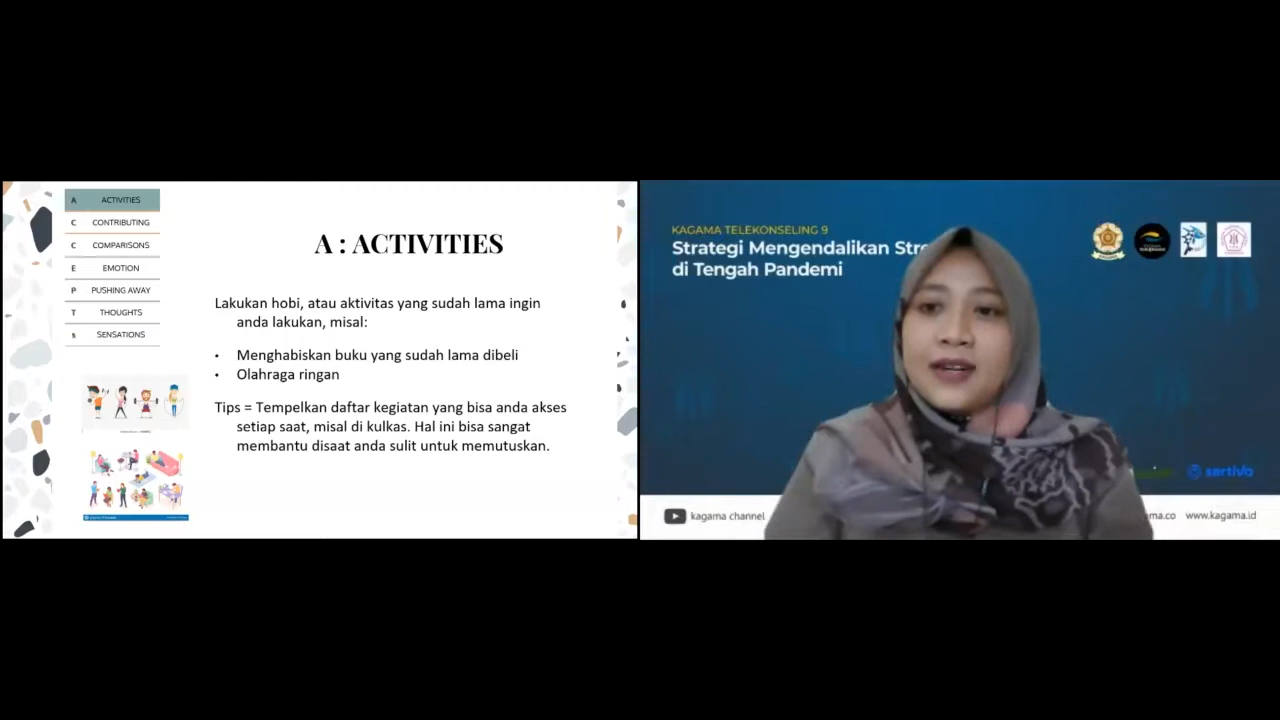 A ACTIVITIES
C CONTRIBUTING
C COMPARISONS
E EMOTION
P PUSHING AWAY
T THOUGHTS
s SENSATIONS
A : ACTIVITIES
Lakukan hobi, atau aktivitas yang sudah lama ingin
anda lakukan, misal:
• Menghabiskan buku yang sudah lama dibeli
• Olahraga ringan
Tips = Tempelkan daftar kegiatan yang bisa anda akses
setiap saat, misal di kulkas. Hal ini bisa sangat
membantu disaat anda sulit untuk memutuskan.
KAGAMA TELEKONSELING 9
Strategi Mengendalikan Stre
di Tengah Pandemi
sertiva
kagama channel
ma.co www.kagama.id